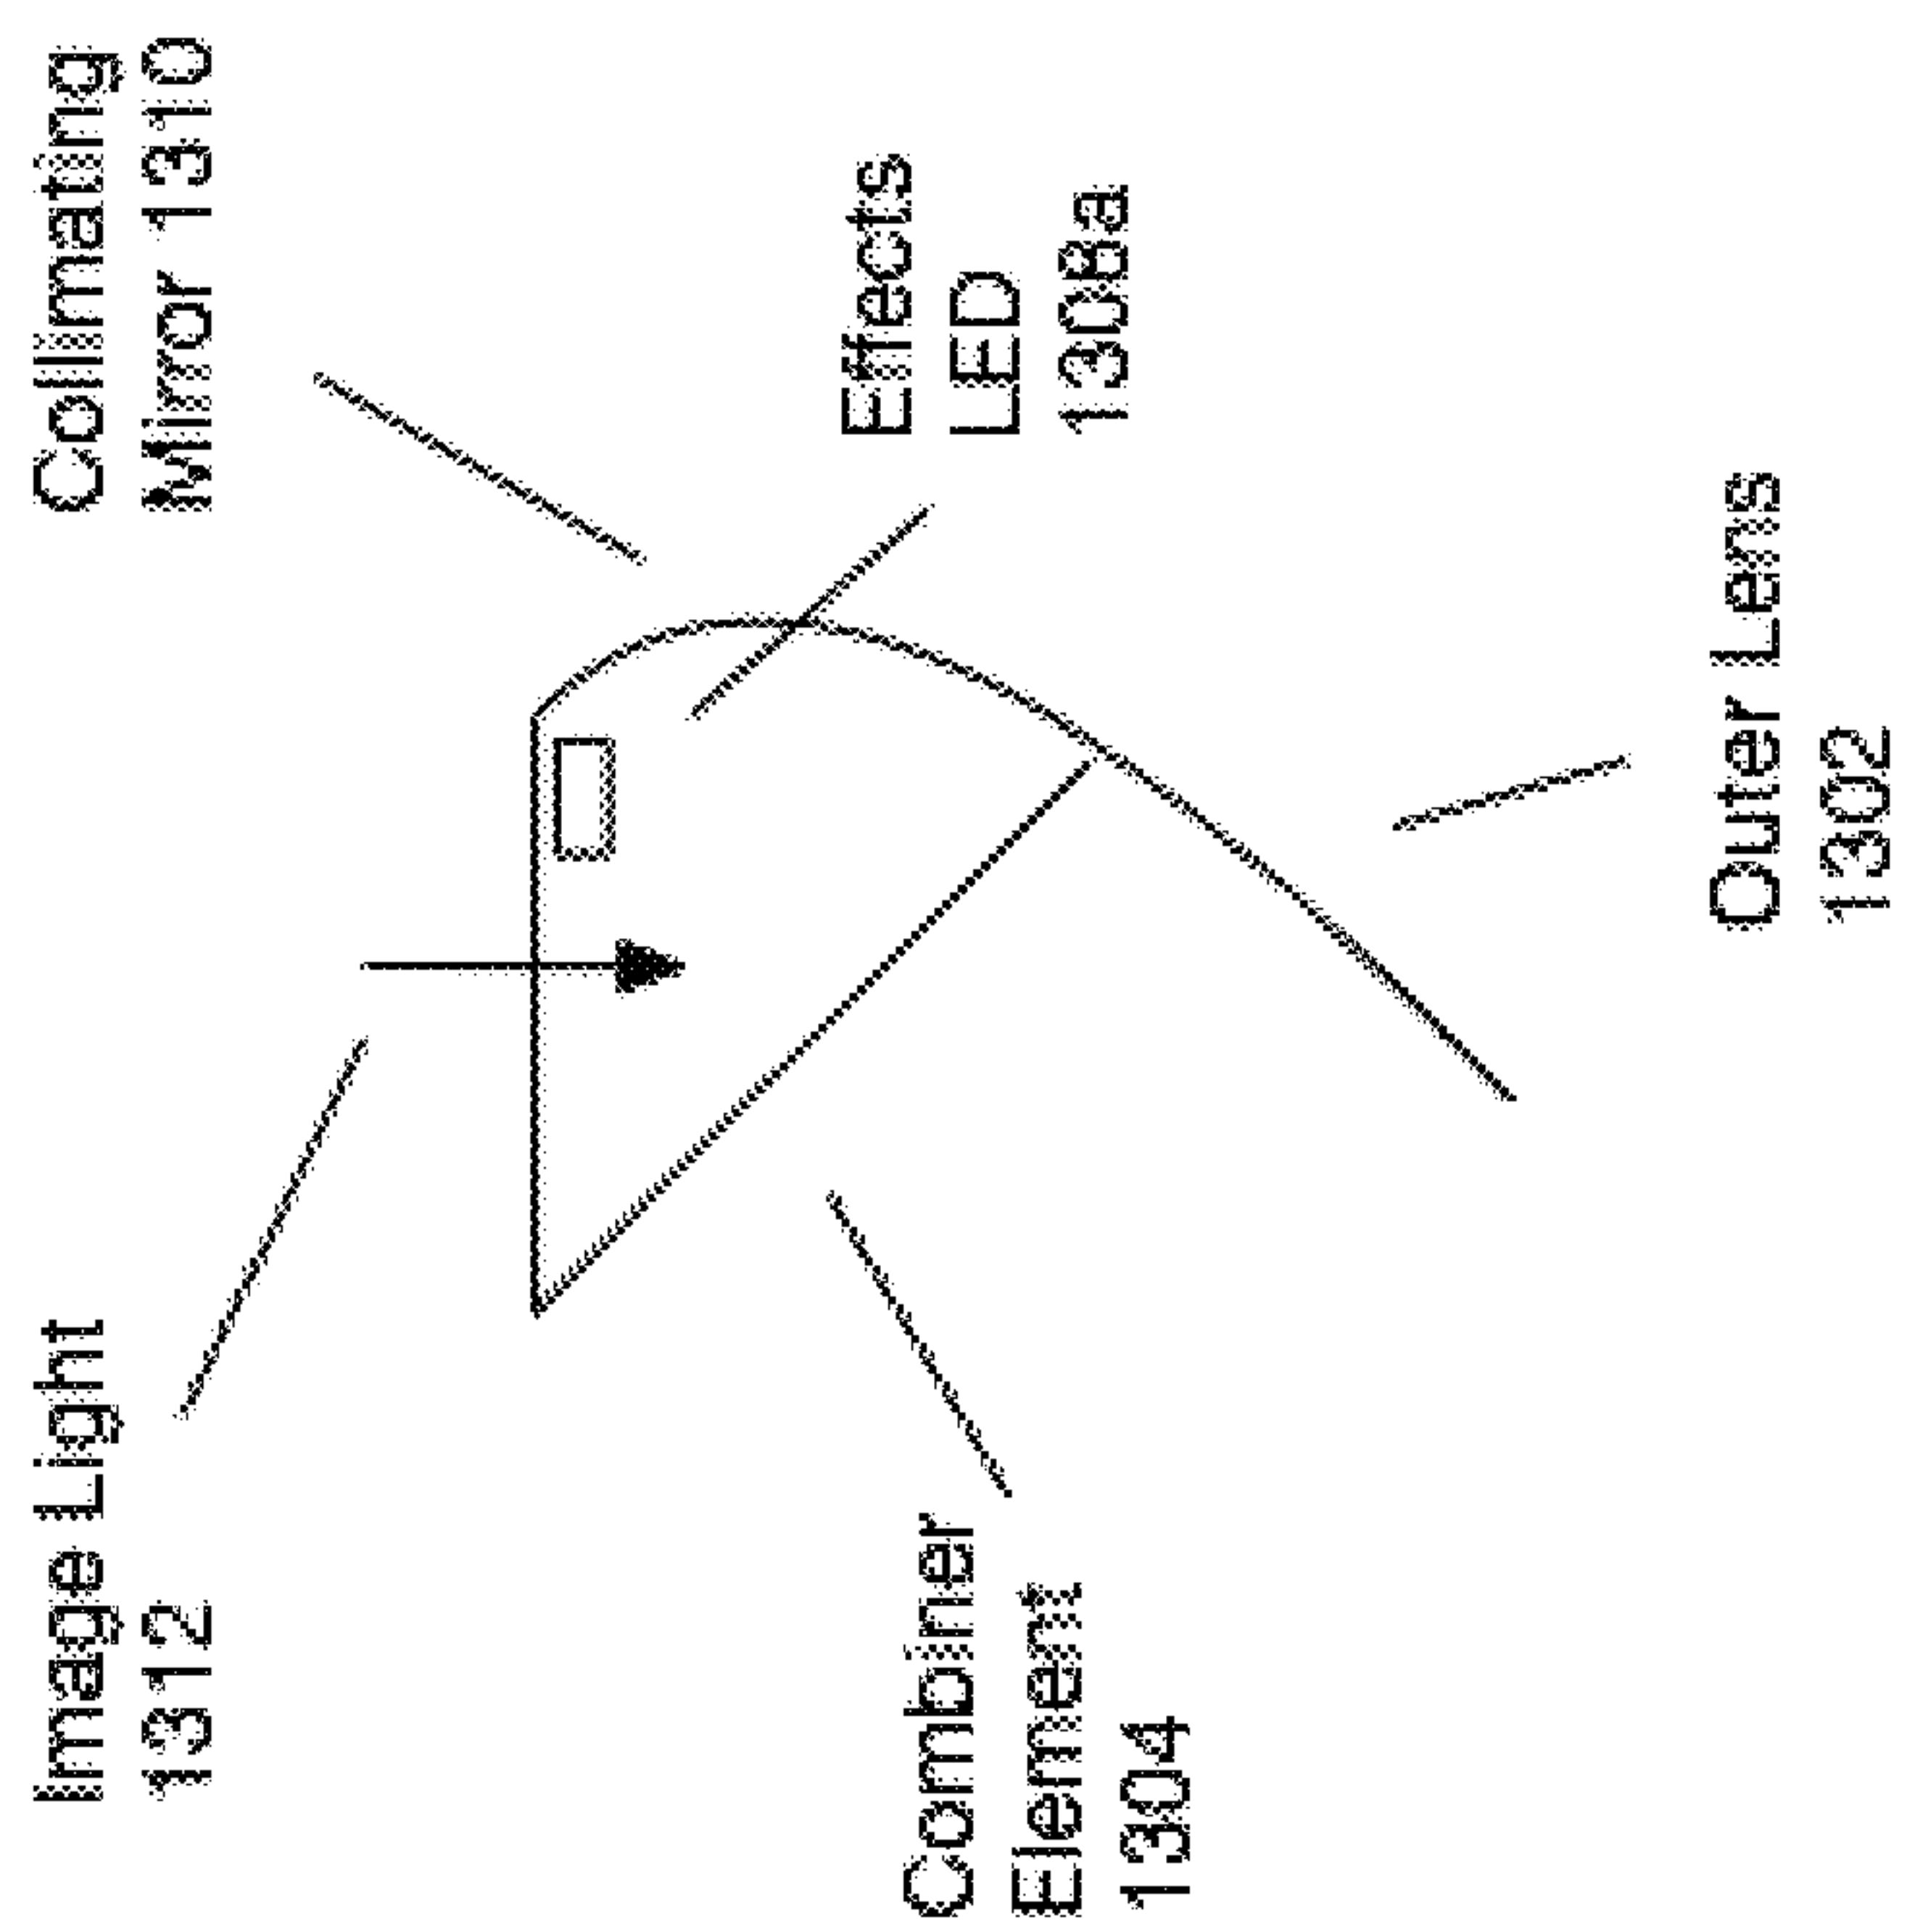 Image Light
1312
Collimating
Mirror 1310
Combiner
Element
1304
Effects
LED
1308a
Outer Lens
1302